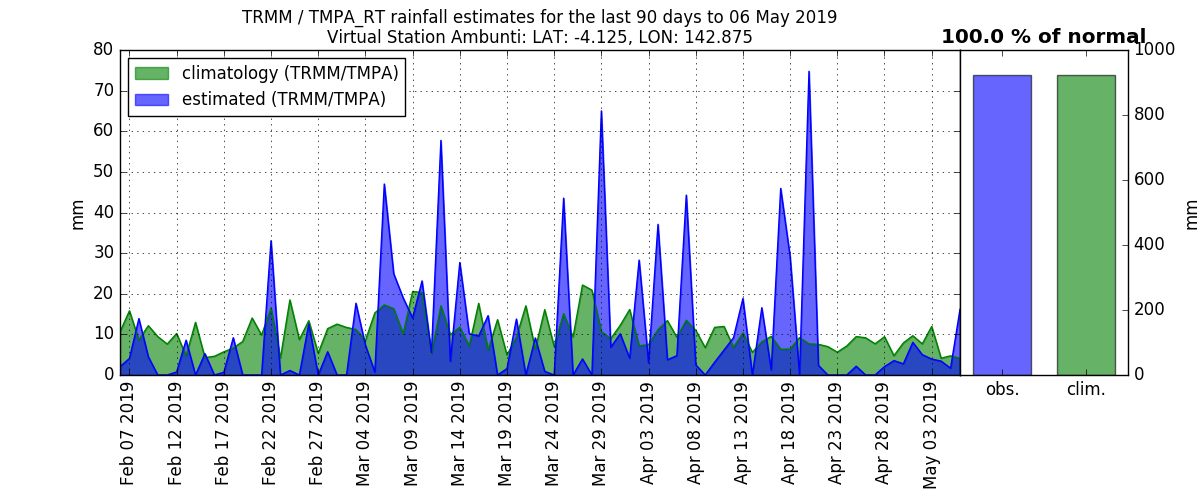 TRMM / TMPA_RT rainfall estimates for the last 90 days to 06 May 2019
Virtual Station Ambunti: LAT: -4.125, LON: 142.875
100.0 % of normal
climatology (TRMM/TMPA)
estimated (TRMM/TMPA)
80
70
60
50
40
30
20
10
0
mm
Feb 07 2019
Feb 12 2019
Feb 17 2019
Feb 22 2019
Feb 27 2019
Mar 04 2019
Mar 09 2019
Mar 14 2019
Mar 19 2019
Mar 24 2019
Mar 29 2019
Apr 03 2019
Apr 08 2019
Apr 13 2019
Apr 18 2019
Apr 23 2019
Apr 28 2019
May 03 2019
obs.
clim.
1000
800
600
400
200
0
mm